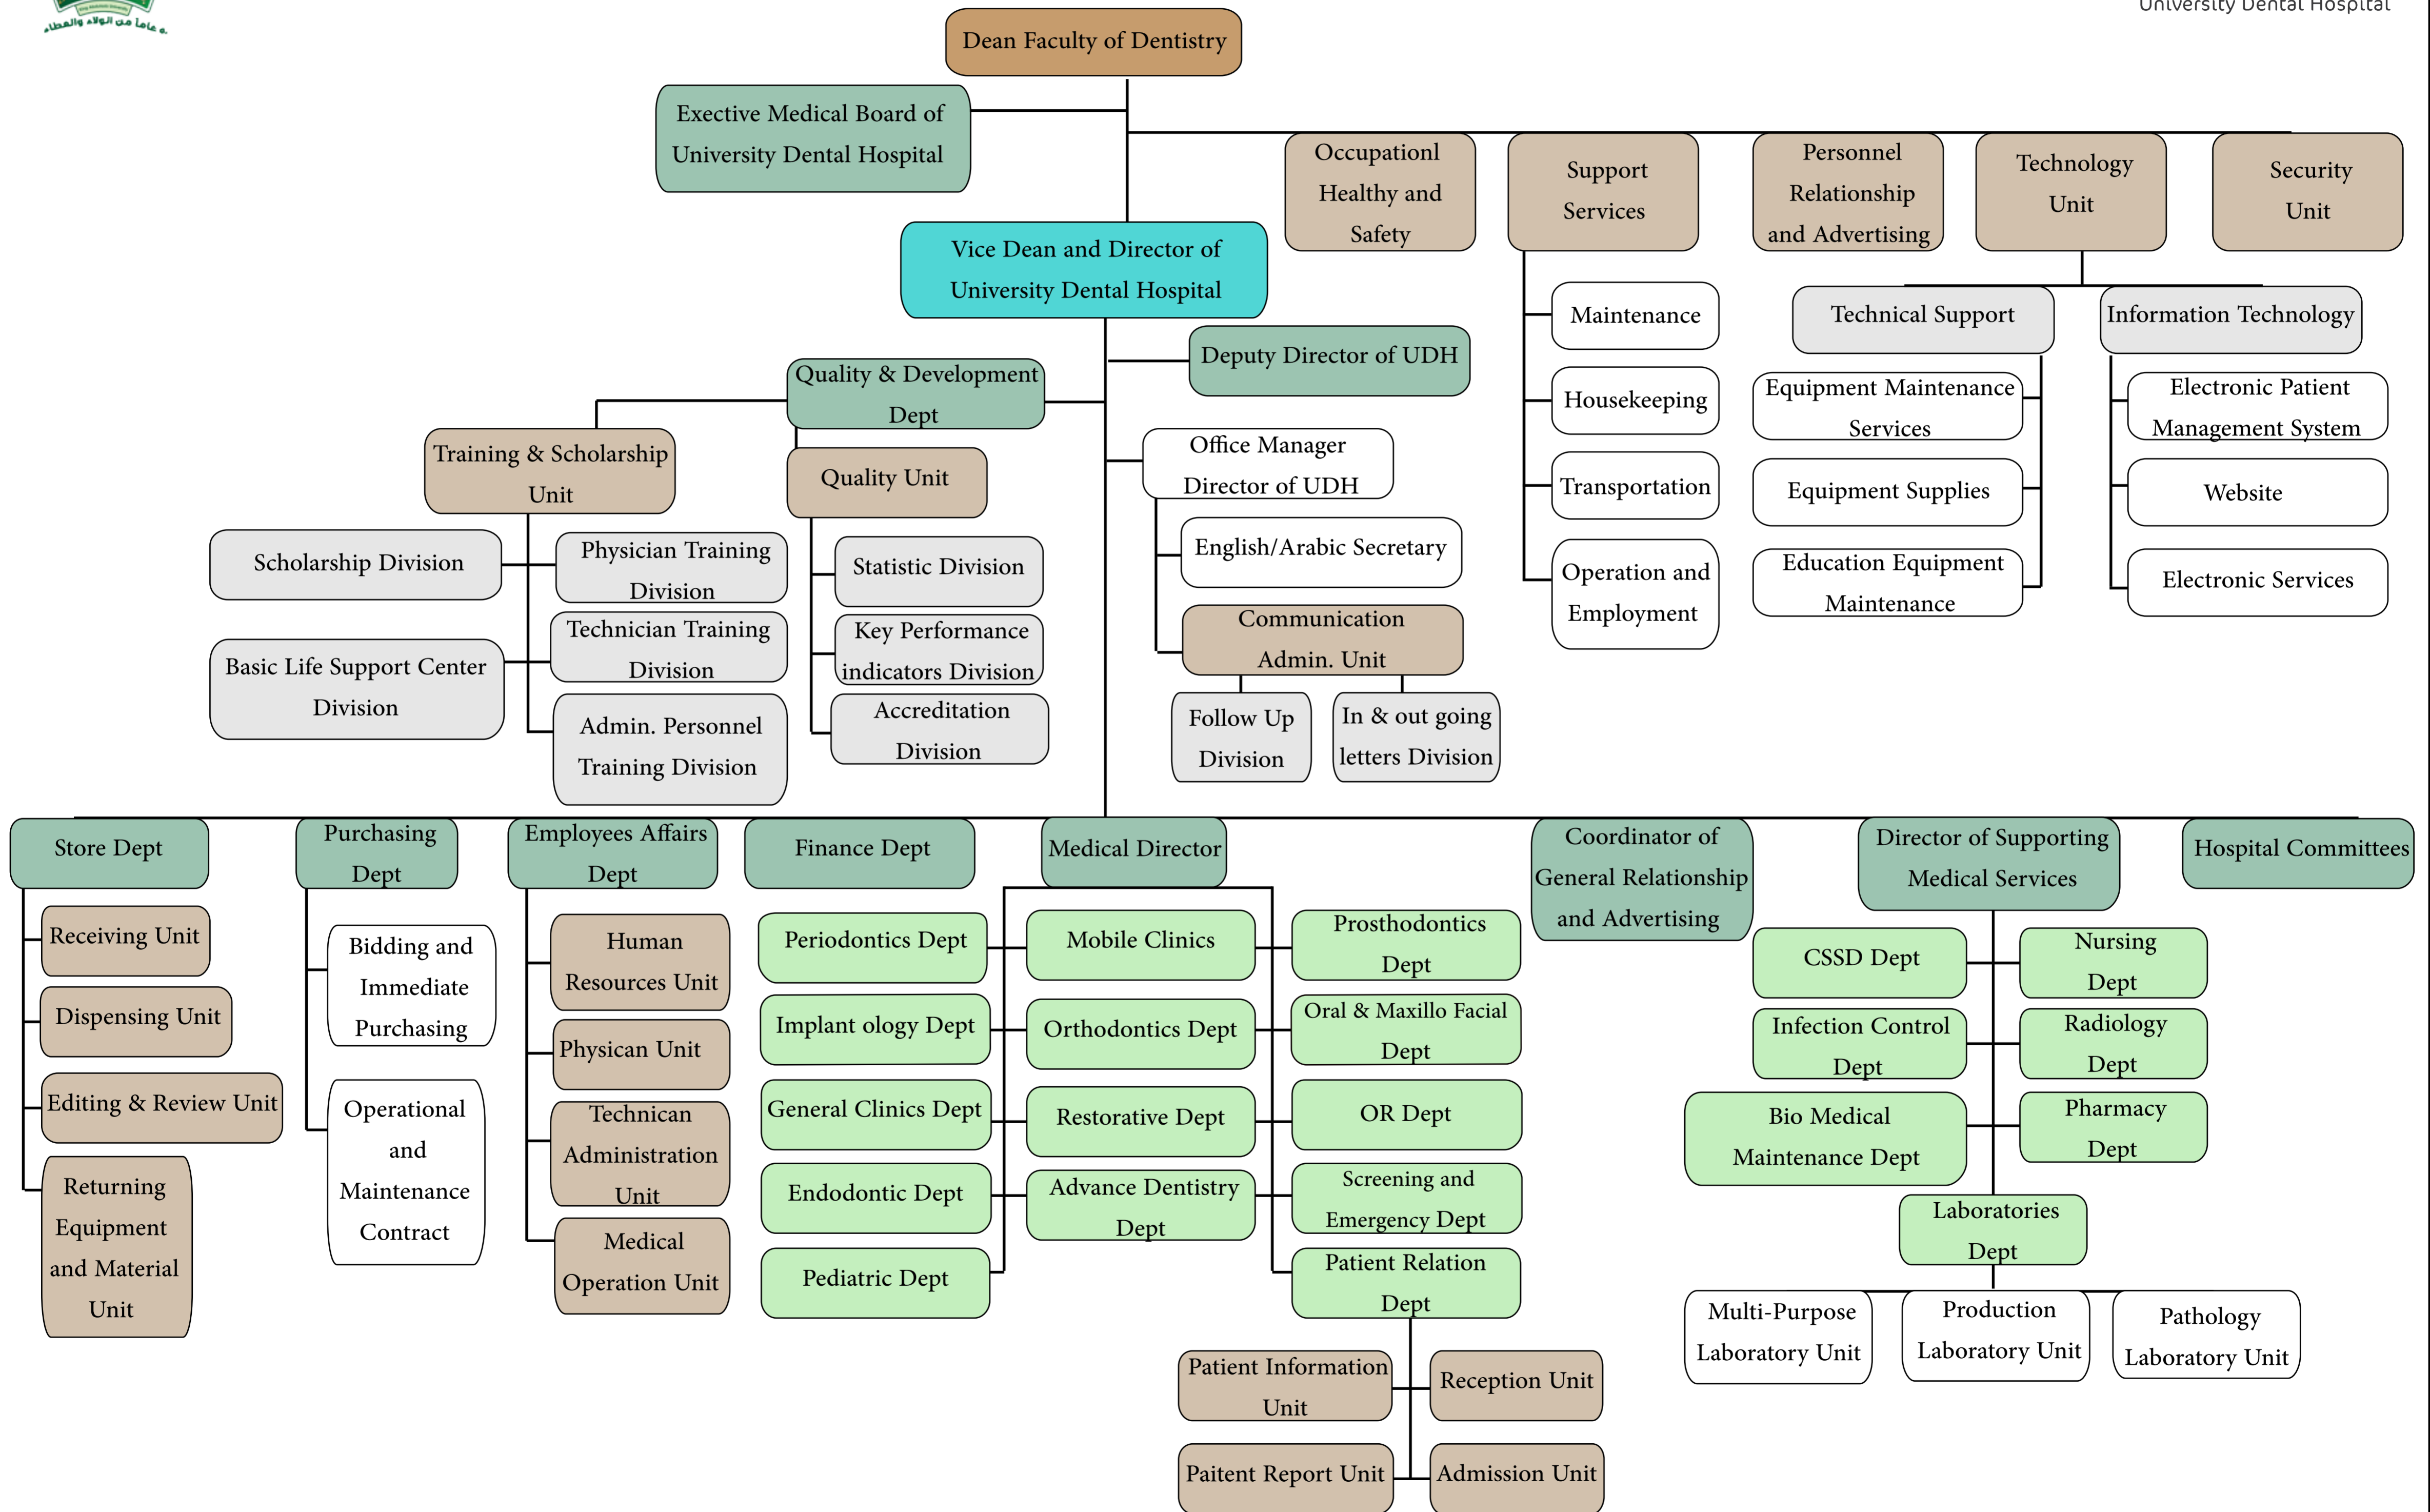 King Abdulaziz University
عاماً من الولاء والعطاء
University Dental Hospital
Dean Faculty of Dentistry
Exective Medical Board of
University Dental Hospital
Occupationl
Healthy and
Safety
Support
Services
Personnel
Relationship
and Advertising
Technology
Unit
Security
Unit
Vice Dean and Director of
University Dental Hospital
Deputy Director of UDH
Quality & Development
Dept
Office Manager
Director of UDH
English/Arabic Secretary
Communication
Admin. Unit
Follow Up
Division
In & out going
letters Division
Training & Scholarship
Unit
Quality Unit
Scholarship Division
Physician Training
Division
Basic Life Support Center
Division
Technician Training
Division
Admin. Personnel
Training Division
Statistic Division
Key Performance
indicators Division
Accreditation
Division
Maintenance
Housekeeping
Transportation
Operation and
Employment
Technical Support
Equipment Maintenance
Services
Equipment Supplies
Education Equipment
Maintenance
Information Technology
Electronic Patient
Management System
Website
Electronic Services
Store Dept
Receiving Unit
Dispensing Unit
Editing & Review Unit
Returning
Equipment
and Material
Unit
Purchasing
Dept
Bidding and
Immediate
Purchasing
Operational
and
Maintenance
Contract
Employees Affairs
Dept
Human
Resources Unit
Physican Unit
Technican
Administration
Unit
Medical
Operation Unit
Finance Dept
Medical Director
Periodontics Dept
Implant ology Dept
General Clinics Dept
Endodontic Dept
Pediatric Dept
Mobile Clinics
Orthodontics Dept
Restorative Dept
Advance Dentistry
Dept
Prosthodontics
Dept
Oral & Maxillo Facial
Dept
OR Dept
Screening and
Emergency Dept
Patient Relation
Dept
Patient Information
Unit
Reception Unit
Paitent Report Unit
Admission Unit
Coordinator of
General Relationship
and Advertising
Director of Supporting
Medical Services
CSSD Dept
Nursing
Dept
Infection Control
Dept
Radiology
Dept
Bio Medical
Maintenance Dept
Pharmacy
Dept
Laboratories
Dept
Multi-Purpose
Laboratory Unit
Production
Laboratory Unit
Pathology
Laboratory Unit
Hospital Committees